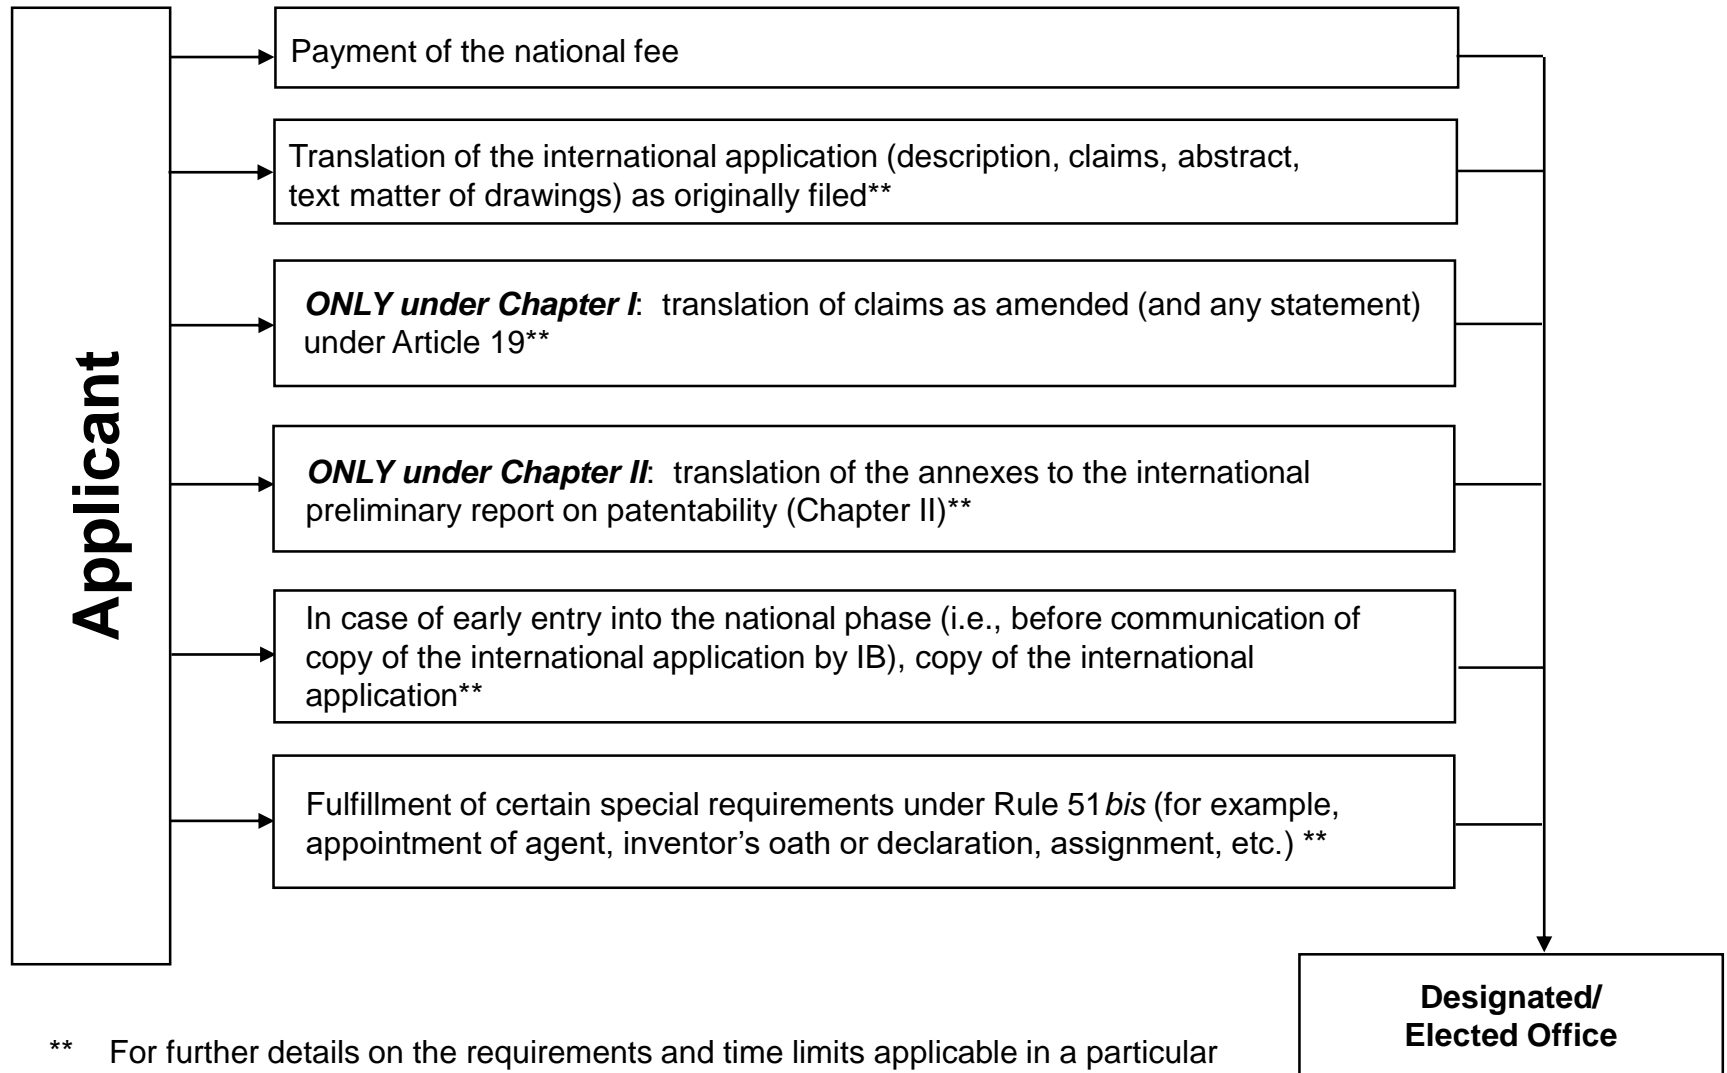 Applicant
Payment of the national fee
Translation of the international application (description, claims, abstract,
text matter of drawings) as originally filed**
ONLY under Chapter I:  translation of claims as amended (and any statement)
under Article 19**
ONLY under Chapter II:  translation of the annexes to the international
preliminary report on patentability (Chapter II)**
In case of early entry into the national phase (i.e., before communication of
copy of the international application by IB), copy of the international
application**
Fulfillment of certain special requirements under Rule 51bis (for example,
appointment of agent, inventor’s oath or declaration, assignment, etc.) **
Designated/
Elected Office
** For further details on the requirements and time limits applicable in a particular